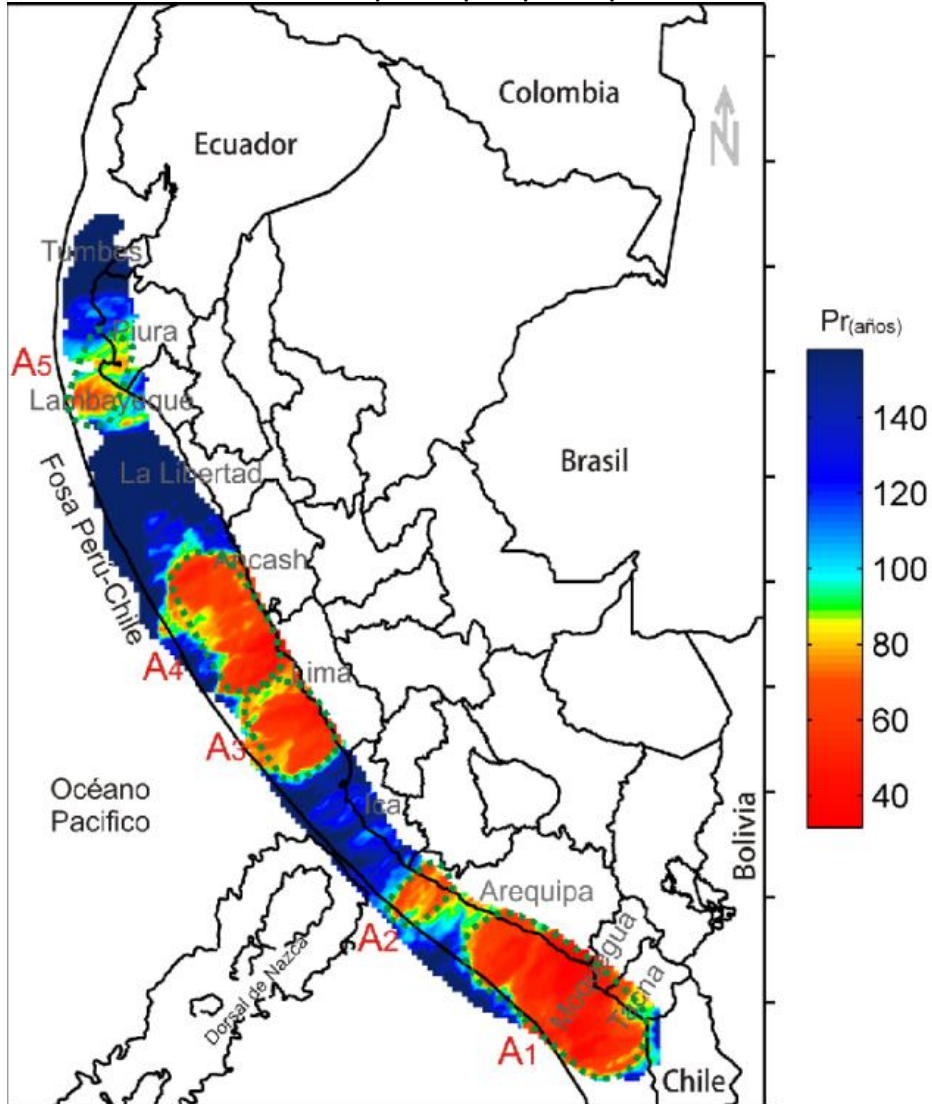 Colombia
Ecuador
N
Tumbes
Piura
A5
Lambayeque
La Libertad
Fosa Perú-Chile
Brasil
Ancash
A4
Lima
A3
Océano
Pacifico
Ica
Arequipa
A2
Dorsal de Nazca
Moquegua
Tacna
A1
Bolivia
Chile
Pr(años)
140
120
100
80
60
40